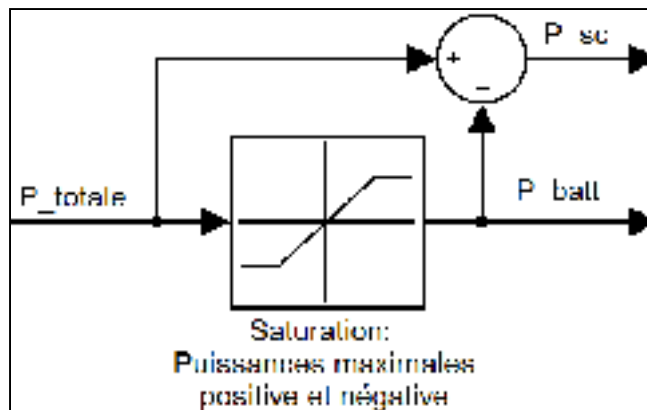 P_sc
+
−
P_totale
P_batt
Saturation:
Puissances maximales
positive et négative